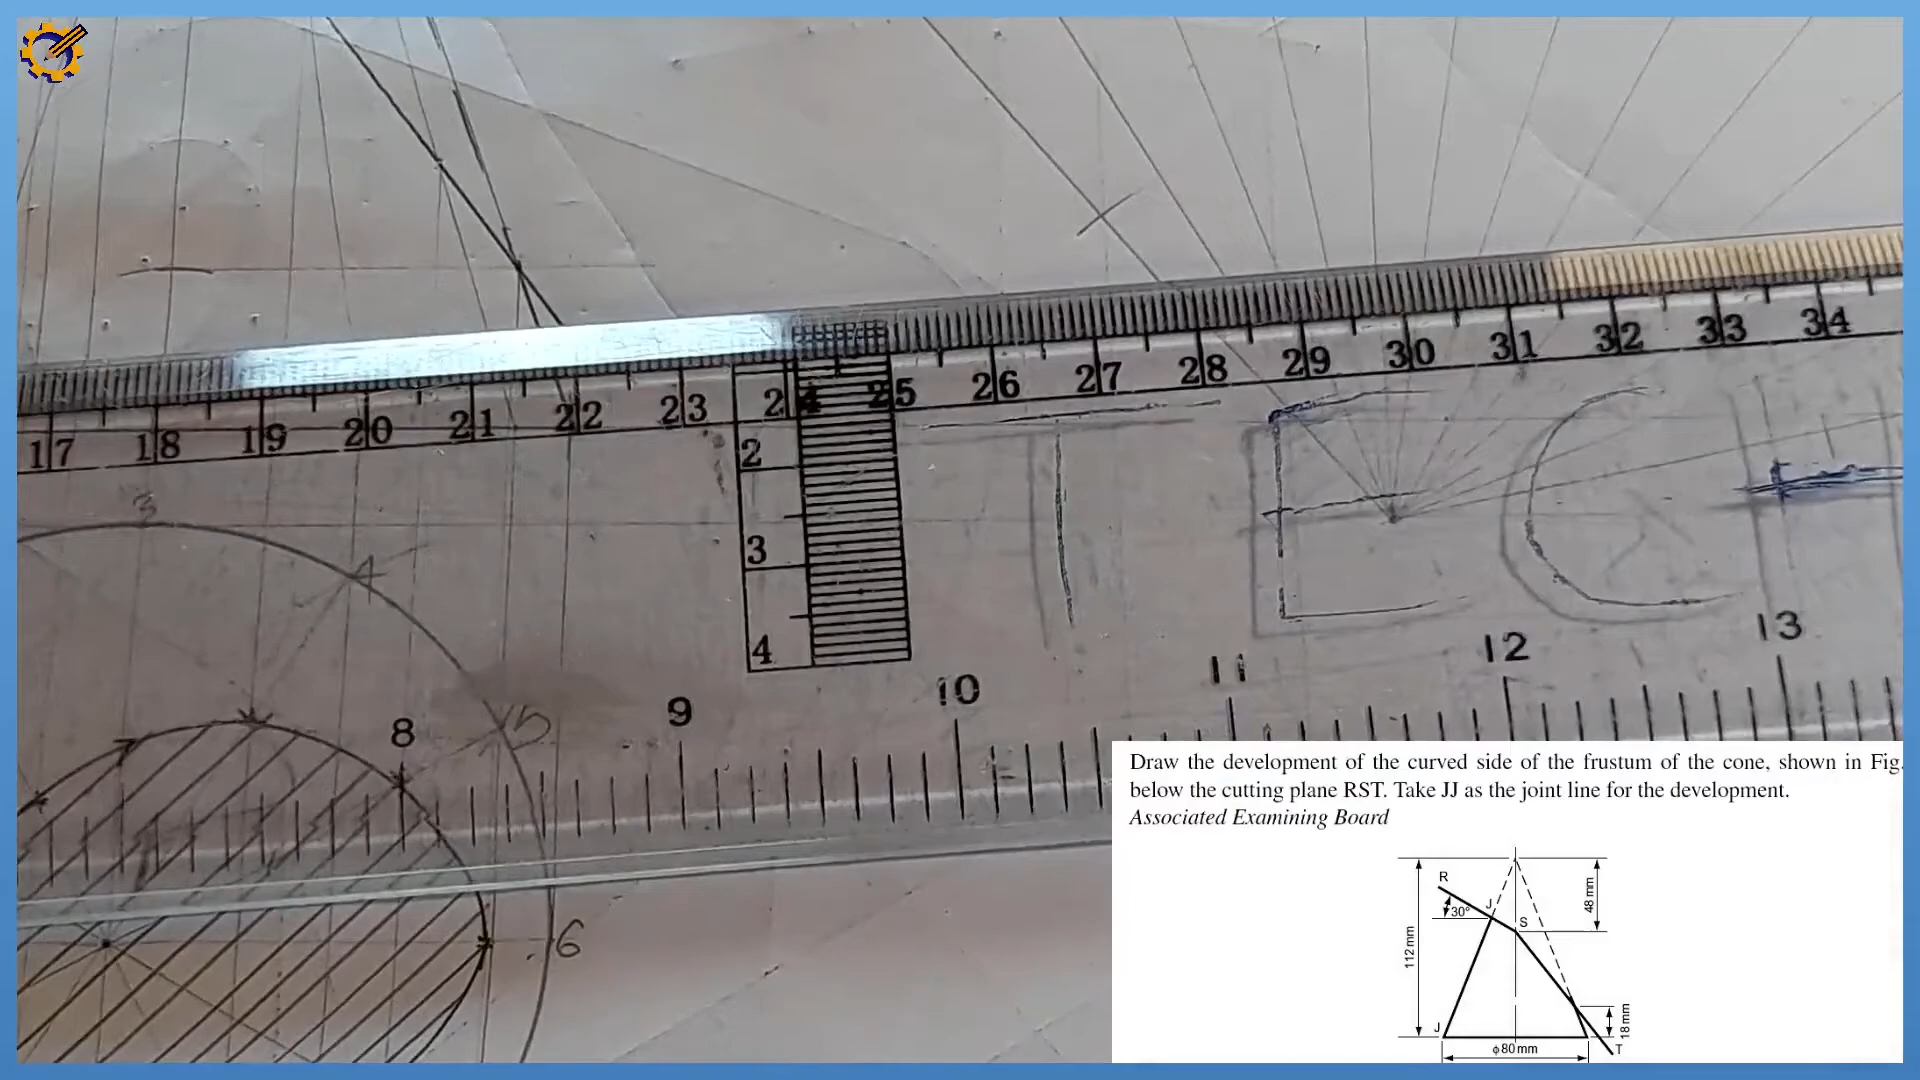 17 18 19 20 21 22 23 24 25 26 27 28 29 30 31 32 33 34
2
3
4
3
4
5
6
8 9 10 11 12 13
Draw the development of the curved side of the frustum of the cone, shown in Fig.
below the cutting plane RST. Take JJ as the joint line for the development.
Associated Examining Board
R
J
30°
S
48 mm
112 mm
18 mm
J
T
ϕ80 mm